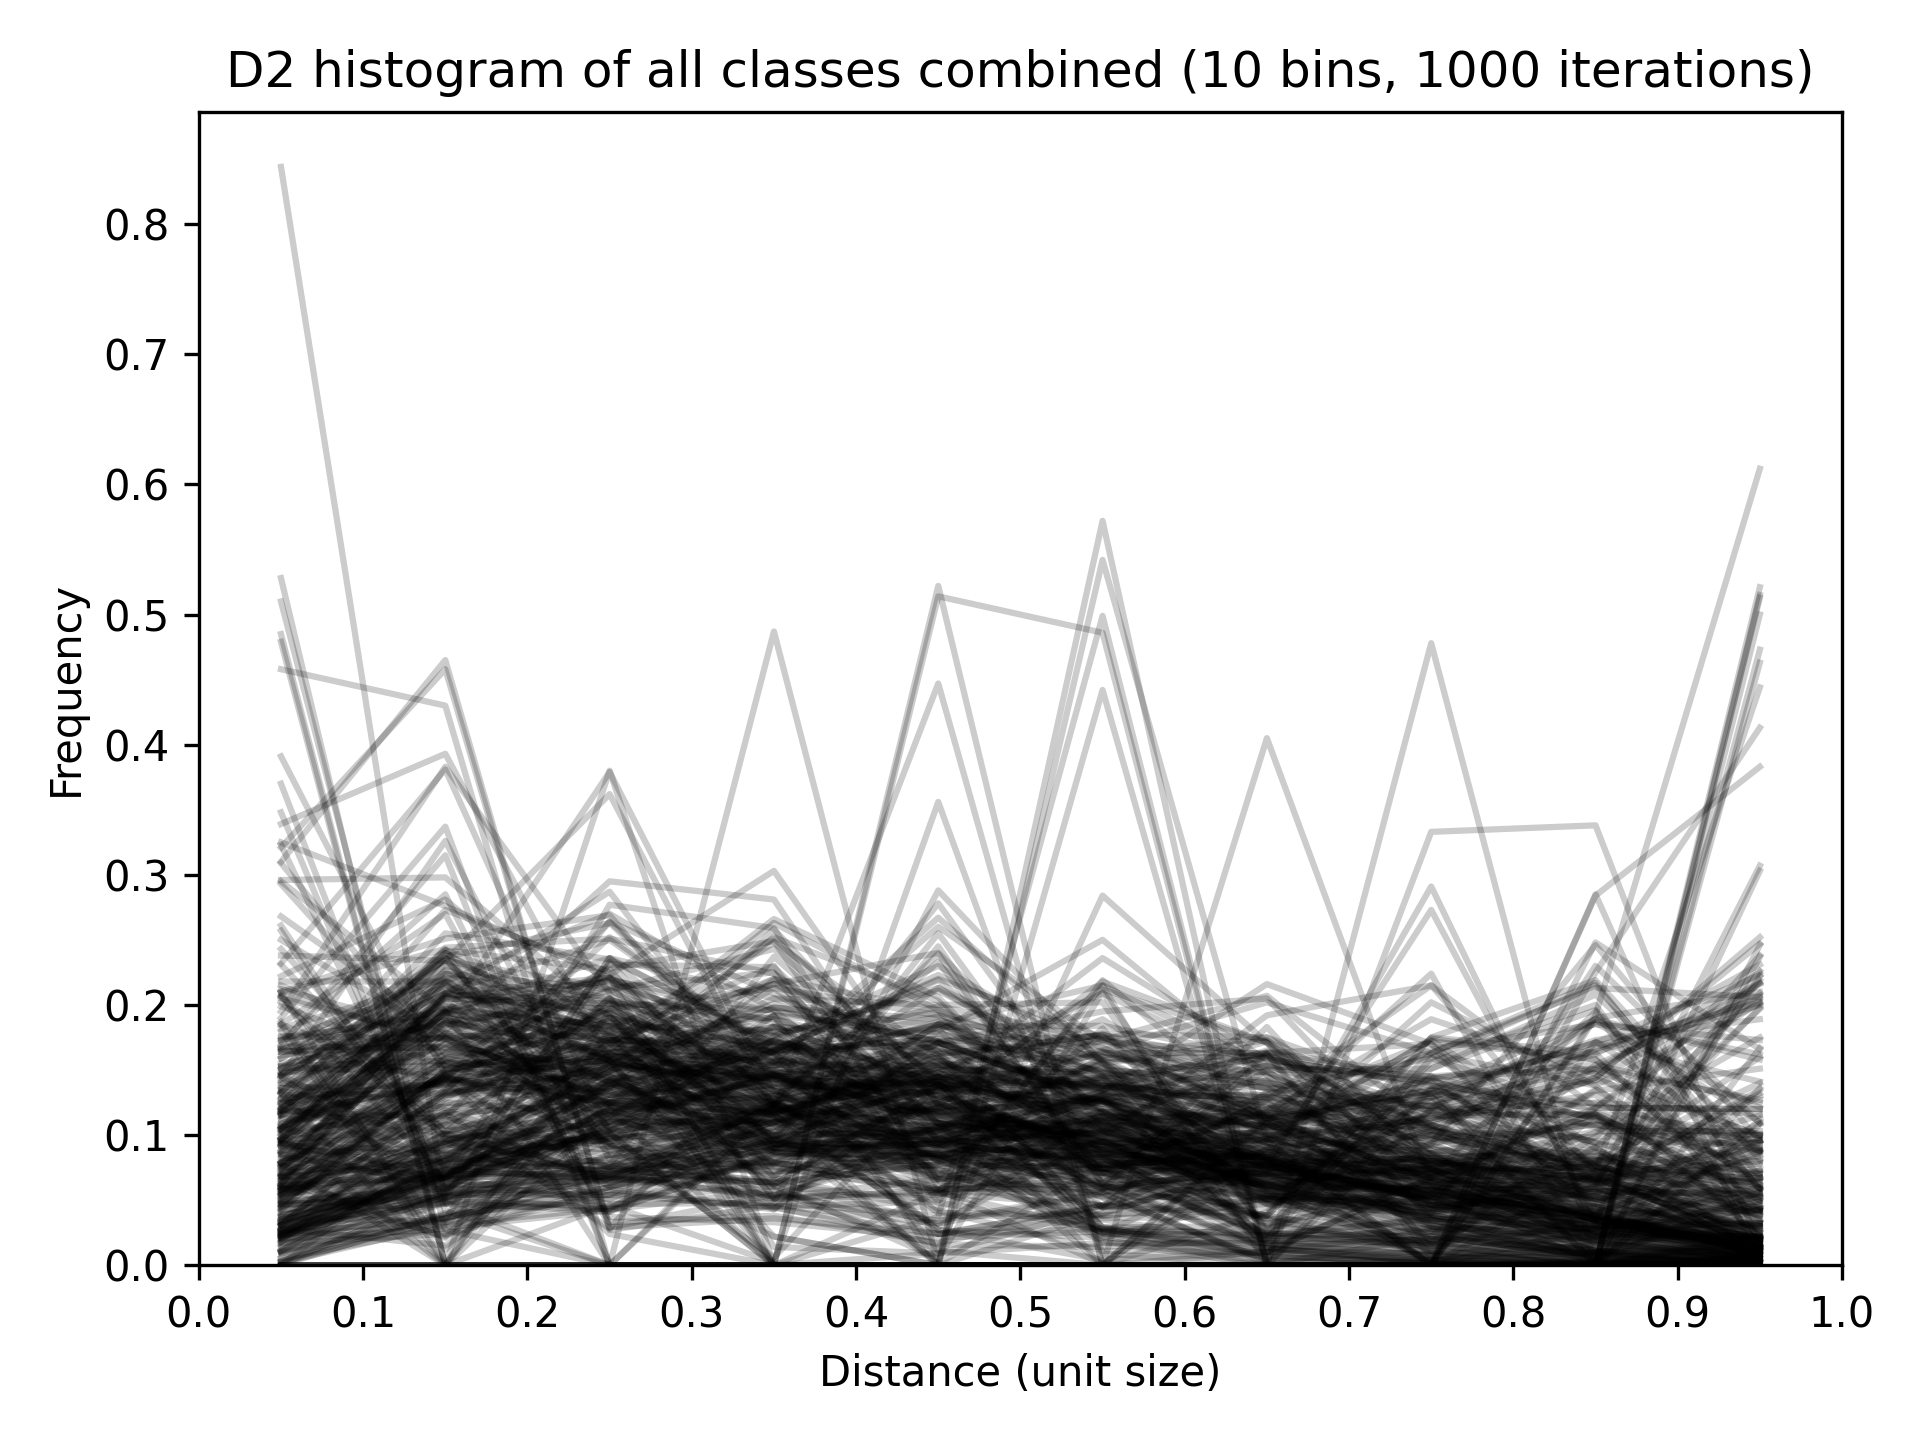 D2 histogram of all classes combined (10 bins, 1000 iterations)
Frequency
0.8
0.7
0.6
0.5
0.4
0.3
0.2
0.1
0.0
0.0 0.1 0.2 0.3 0.4 0.5 0.6 0.7 0.8 0.9 1.0
Distance (unit size)